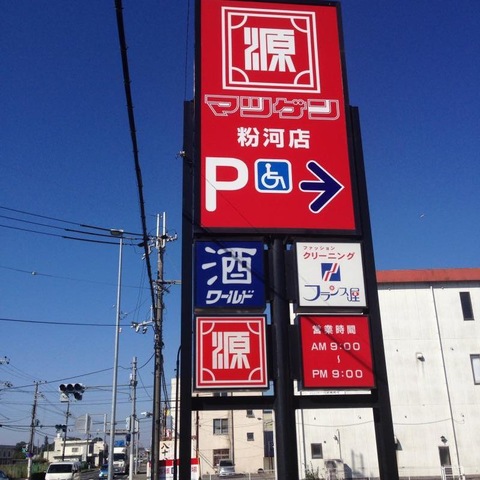 源
マツゲン
粉河店
P
酒
ワールド
ファッション
クリーニング
フランス屋
源
営業時間
AM 9:00
～
PM 9:00